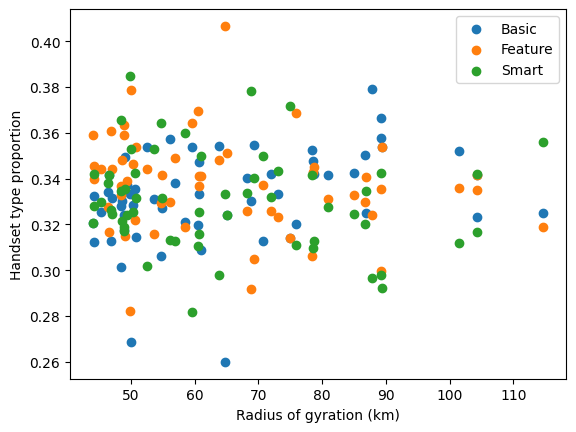 Basic
Feature
Smart
Handset type proportion
0.40
0.38
0.36
0.34
0.32
0.30
0.28
0.26
50 60 70 80 90 100 110
Radius of gyration (km)